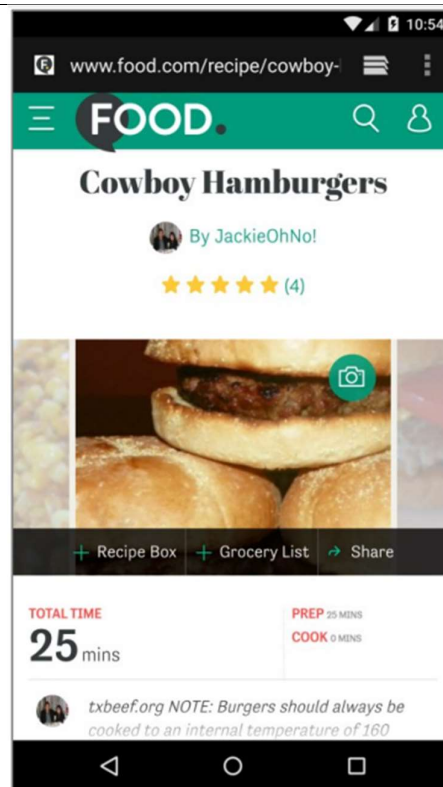 10:54
www.food.com/recipe/cowboy-
FOOD.
Cowboy Hamburgers
By JackieOhNo!
(4)
+ Recipe Box + Grocery List Share
TOTAL TIME
25 mins
PREP 25 MINS
COOK 0 MINS
txbeef.org NOTE: Burgers should always be
cooked to an internal temperature of 160